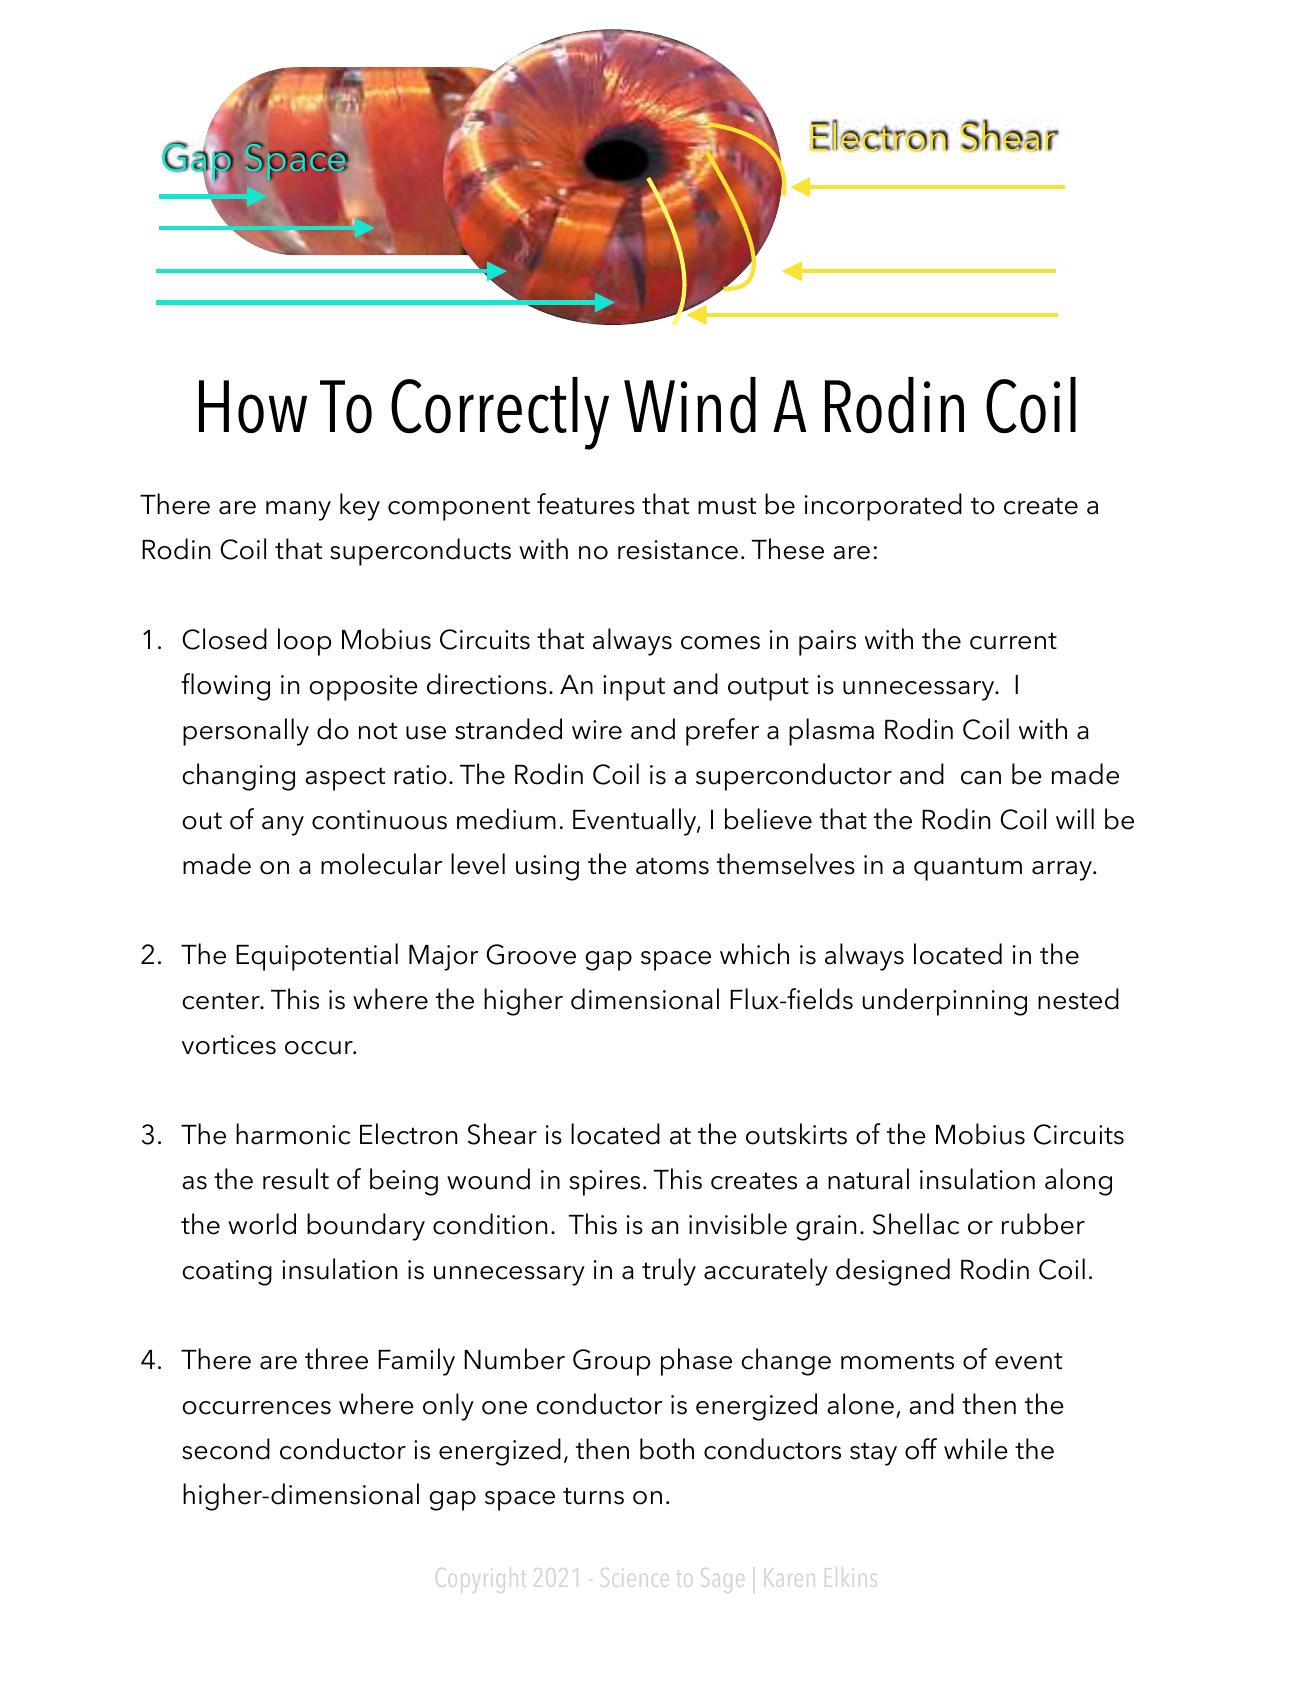 Gap Space
Electron Shear
How To Correctly Wind A Rodin Coil
There are many key component features that must be incorporated to create a
Rodin Coil that superconducts with no resistance. These are:
1. Closed loop Mobius Circuits that always comes in pairs with the current
flowing in opposite directions. An input and output is unnecessary.  I
personally do not use stranded wire and prefer a plasma Rodin Coil with a
changing aspect ratio. The Rodin Coil is a superconductor and  can be made
out of any continuous medium. Eventually, I believe that the Rodin Coil will be
made on a molecular level using the atoms themselves in a quantum array.
2. The Equipotential Major Groove gap space which is always located in the
center. This is where the higher dimensional Flux-fields underpinning nested
vortices occur.
3. The harmonic Electron Shear is located at the outskirts of the Mobius Circuits
as the result of being wound in spires. This creates a natural insulation along
the world boundary condition.  This is an invisible grain. Shellac or rubber
coating insulation is unnecessary in a truly accurately designed Rodin Coil.
4. There are three Family Number Group phase change moments of event
occurrences where only one conductor is energized alone, and then the
second conductor is energized, then both conductors stay off while the
higher-dimensional gap space turns on.
Copyright 2021 - Science to Sage | Karen Elkins